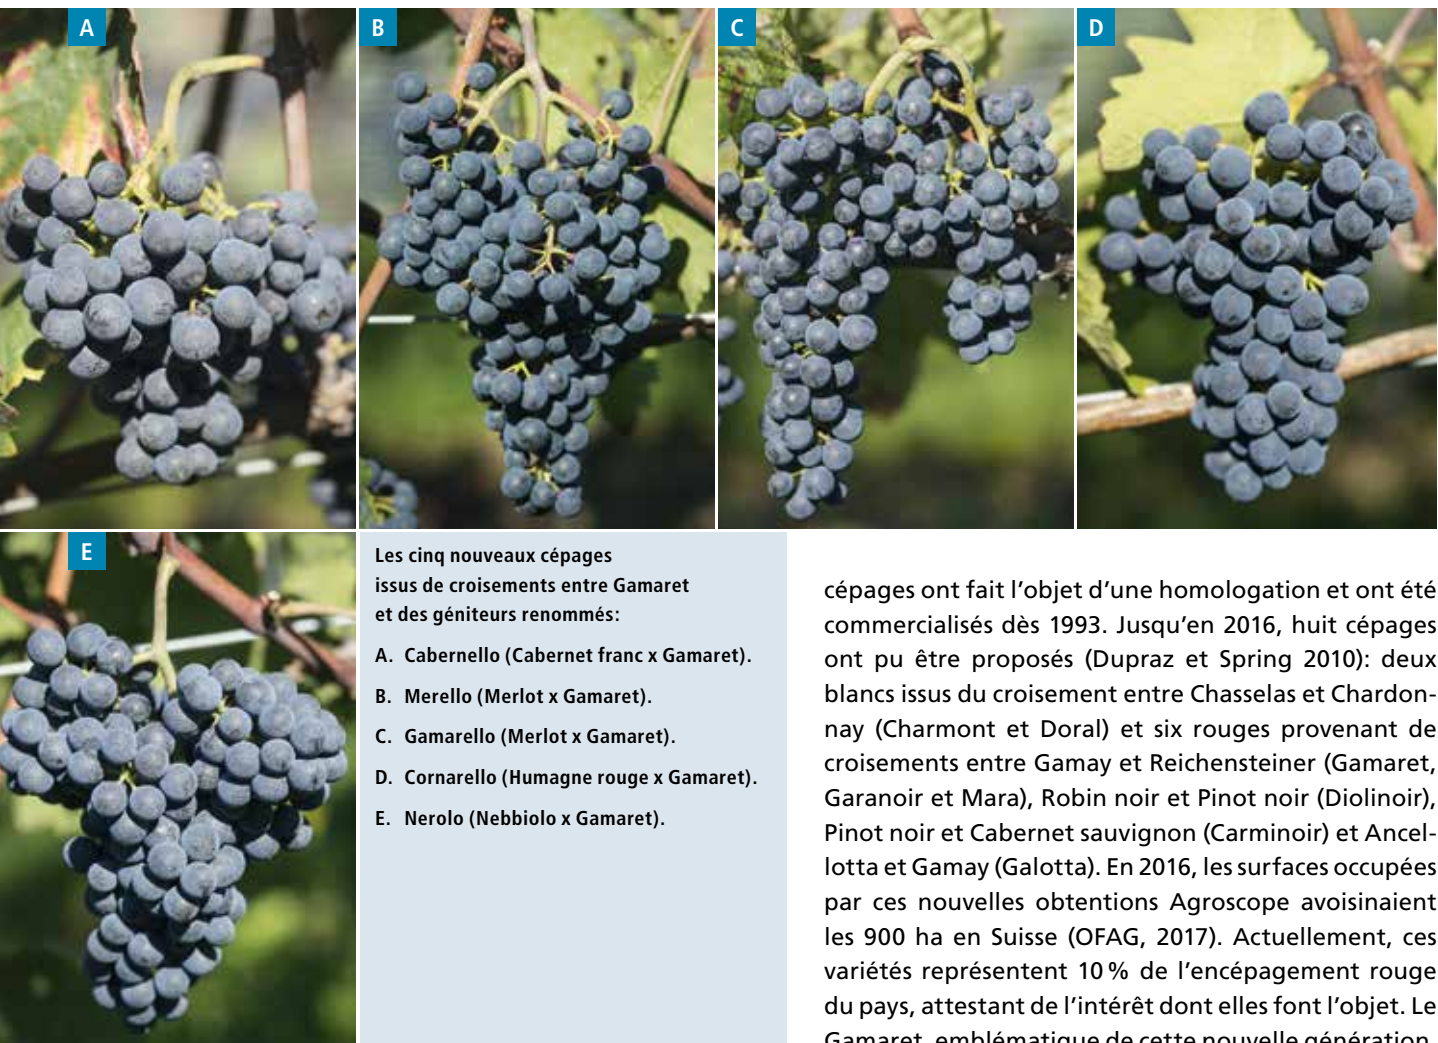 A
B
C
D
E
Les cinq nouveaux cépages
issus de croisements entre Gamaret
et des géniteurs renommés:
A. Cabernello (Cabernet franc x Gamaret).
B. Merello (Merlot x Gamaret).
C. Gamarello (Merlot x Gamaret).
D. Cornarello (Humagne rouge x Gamaret).
E. Nerolo (Nebbiolo x Gamaret).
cépages ont fait l’objet d’une homologation et ont été
commercialisés dès 1993. Jusqu’en 2016, huit cépages
ont pu être proposés (Dupraz et Spring 2010): deux
blancs issus du croisement entre Chasselas et Chardon-
nay (Charmont et Doral) et six rouges provenant de
croisements entre Gamay et Reichensteiner (Gamaret,
Garanoir et Mara), Robin noir et Pinot noir (Diolinoir),
Pinot noir et Cabernet sauvignon (Carminoir) et Ancel-
lotta et Gamay (Galotta). En 2016, les surfaces occupées
par ces nouvelles obtentions Agroscope avoisinaient
les 900 ha en Suisse (OFAG, 2017). Actuellement, ces
variétés représentent 10 % de l’encépagement rouge
du pays, attestant de l’intérêt dont elles font l’objet. Le
Gamaret, emblématique de cette nouvelle génération,